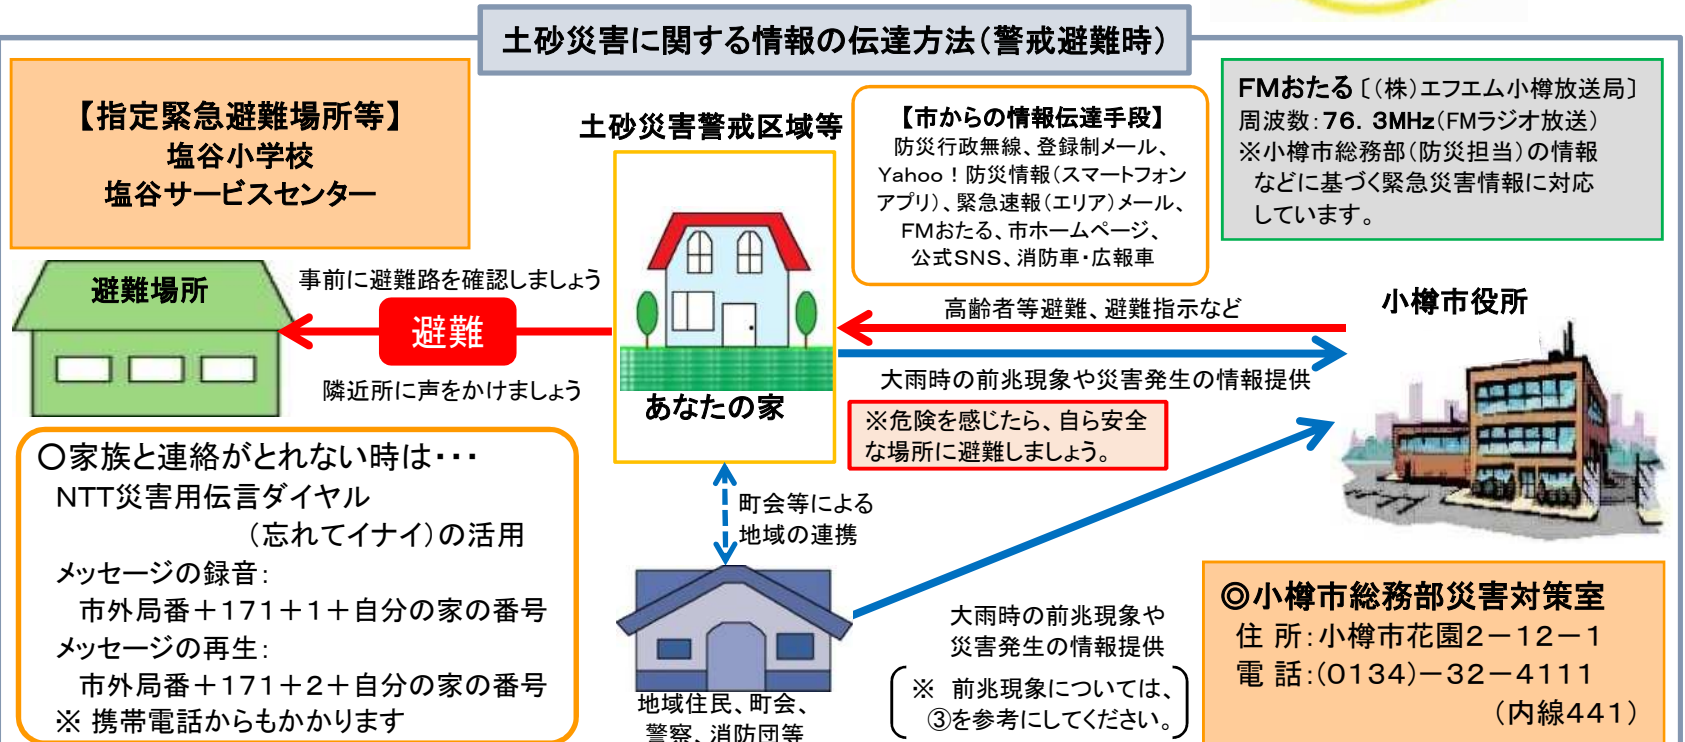 土砂災害に関する情報の伝達方法(警戒避難時)
【指定緊急避難場所等】
塩谷小学校
塩谷サービスセンター
土砂災害警戒区域等
【市からの情報伝達手段】
防災行政無線、登録制メール、
Yahoo！防災情報(スマートフォン
アプリ)、緊急速報(エリア)メール、
FMおたる、市ホームページ、
公式SNS、消防車・広報車
FMおたる〔(株)エフエム小樽放送局〕
周波数:76．3MHz(FMラジオ放送)
※小樽市総務部(防災担当)の情報
などに基づく緊急災害情報に対応
しています。
避難場所
事前に避難路を確認しましょう
避難
隣近所に声をかけましょう
あなたの家
高齢者等避難、避難指示など
大雨時の前兆現象や災害発生の情報提供
※危険を感じたら、自ら安全
な場所に避難しましょう。
小樽市役所
〇家族と連絡がとれない時は・・・
NTT災害用伝言ダイヤル
(忘れてイナイ)の活用
メッセージの録音:
市外局番＋171＋1＋自分の家の番号
メッセージの再生:
市外局番＋171＋2＋自分の家の番号
※ 携帯電話からもかかります
町会等による
地域の連携
地域住民、町会、
警察、消防団等
大雨時の前兆現象や
災害発生の情報提供
※ 前兆現象については、
③を参考にしてください。
◎小樽市総務部災害対策室
住 所:小樽市花園2－12－1
電 話:(0134)－32－4111
(内線441)